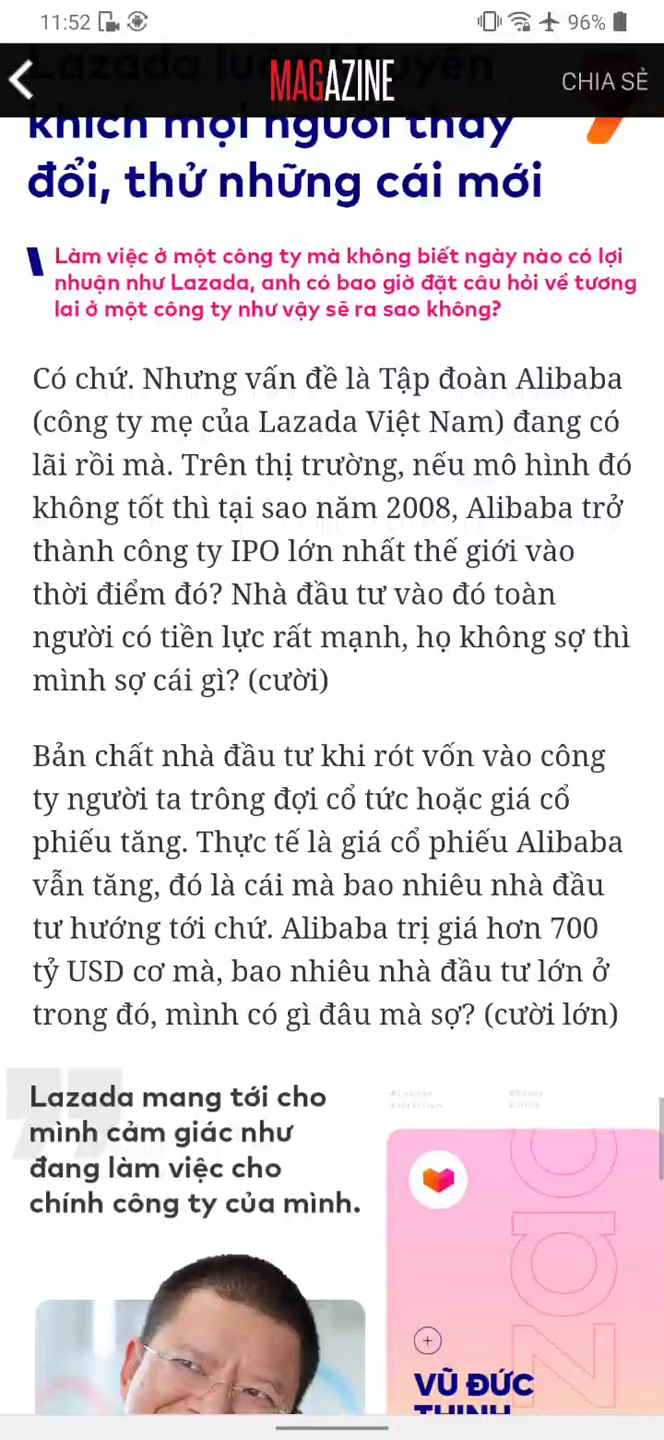 11:52
96%
MAGAZINE
CHIA SẺ
khích mọi người thay
đổi, thử những cái mới
Làm việc ở một công ty mà không biết ngày nào có lợi
nhuận như Lazada, anh có bao giờ đặt câu hỏi về tương
lai ở một công ty như vậy sẽ ra sao không?
Có chứ. Nhưng vấn đề là Tập đoàn Alibaba
(công ty mẹ của Lazada Việt Nam) đang có
lãi rồi mà. Trên thị trường, nếu mô hình đó
không tốt thì tại sao năm 2008, Alibaba trở
thành công ty IPO lớn nhất thế giới vào
thời điểm đó? Nhà đầu tư vào đó toàn
người có tiền lực rất mạnh, họ không sợ thì
mình sợ cái gì? (cười)
Bản chất nhà đầu tư khi rót vốn vào công
ty người ta trông đợi cổ tức hoặc giá cổ
phiếu tăng. Thực tế là giá cổ phiếu Alibaba
vẫn tăng, đó là cái mà bao nhiêu nhà đầu
tư hướng tới chứ. Alibaba trị giá hơn 700
tỷ USD cơ mà, bao nhiêu nhà đầu tư lớn ở
trong đó, mình có gì đâu mà sợ? (cười lớn)
Lazada mang tới cho
mình cảm giác như
đang làm việc cho
chính công ty của mình.
VŨ ĐỨC
THỊNH